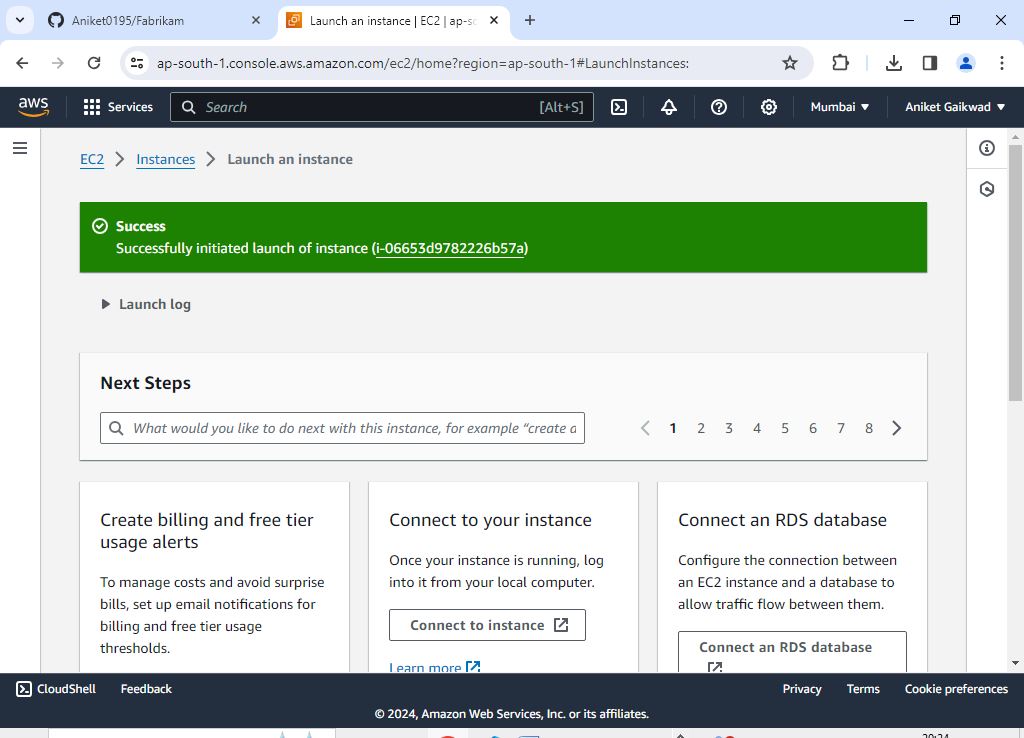 Aniket0195/Fabrikam
Launch an instance | EC2 | ap-so
ap-south-1.console.aws.amazon.com/ec2/home?region=ap-south-1#LaunchInstances:
aws
Services
Search
[Alt+S]
Mumbai
Aniket Gaikwad
EC2
Instances
Launch an instance
Success
Successfully initiated launch of instance (i-06653d9782226b57a)
Launch log
Next Steps
What would you like to do next with this instance, for example “create a
1 2 3 4 5 6 7 8
Create billing and free tier
usage alerts
To manage costs and avoid surprise
bills, set up email notifications for
billing and free tier usage
thresholds.
Connect to your instance
Once your instance is running, log
into it from your local computer.
Connect to instance
Learn more
Connect an RDS database
Configure the connection between
an EC2 instance and a database to
allow traffic flow between them.
Connect an RDS database
CloudShell
Feedback
Privacy
Terms
Cookie preferences
© 2024, Amazon Web Services, Inc. or its affiliates.